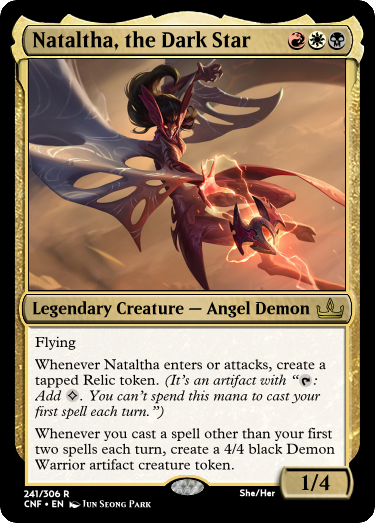 Nataltha, the Dark Star
Legendary Creature — Angel Demon
Flying
Whenever Nataltha enters or attacks, create a
tapped Relic token. (It's an artifact with “:
Add . You can't spend this mana to cast your
first spell each turn.”)
Whenever you cast a spell other than your first
two spells each turn, create a 4/4 black Demon
Warrior artifact creature token.
1/4
241/306 R
She/Her
CNF • EN Jun Seong Park